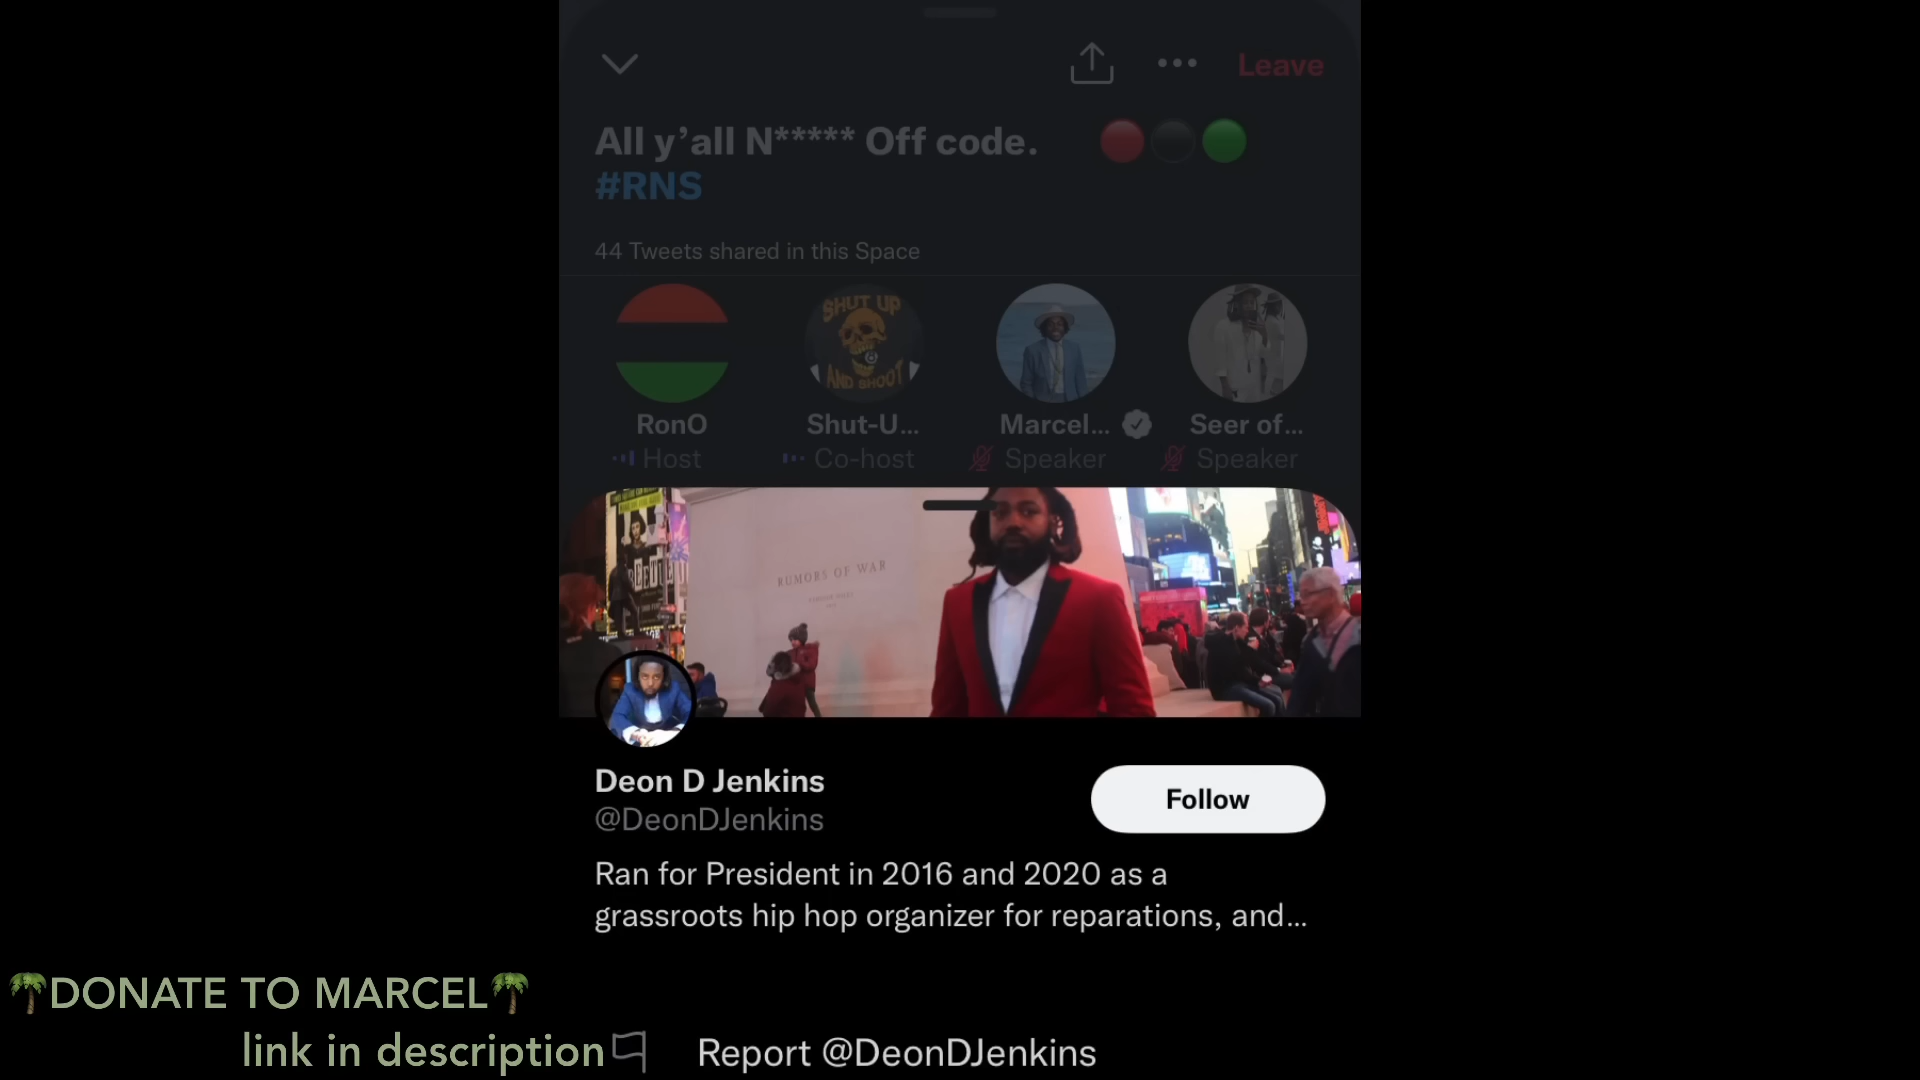 Leave
All y’all N***** Off code. 🔴⚫🟢
#RNS
44 Tweets shared in this Space
SHUT UP
AND SHOOT
RonO
Shut-U...
Marcel...
Seer of...
Host
Co-host
Speaker
Speaker
RUMORS OF WAR
Deon D Jenkins
Follow
@DeonDJenkins
Ran for President in 2016 and 2020 as a
grassroots hip hop organizer for reparations, and...
🌴DONATE TO MARCEL🌴
link in description
Report @DeonDJenkins